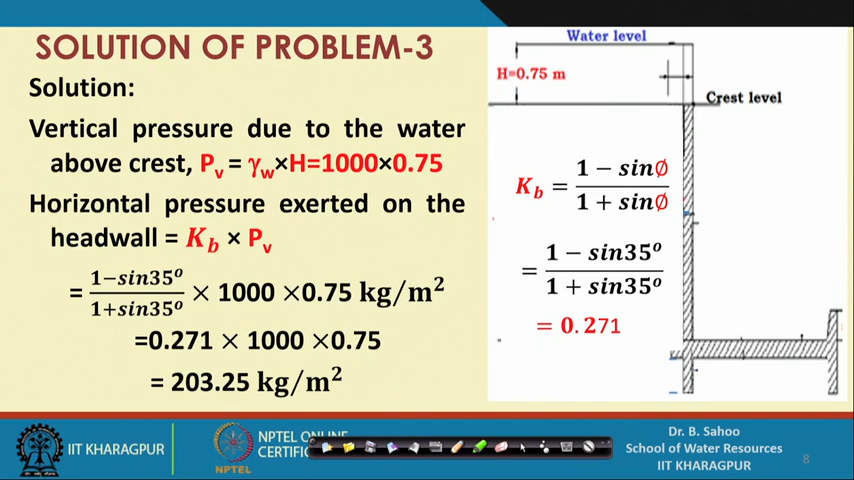 SOLUTION OF PROBLEM-3
Solution:
Vertical pressure due to the water
above crest, Pv = γw×H=1000×0.75
Horizontal pressure exerted on the
headwall = Kb × Pv
= (1−sin35°)/(1+sin35°) × 1000 ×0.75 kg/m²
=0.271 × 1000 ×0.75
= 203.25 kg/m²
Water level
H=0.75 m
Crest level
Kb = (1 − sinØ)/(1 + sinØ)
= (1 − sin35°)/(1 + sin35°)
= 0.271
IIT KHARAGPUR
NPTEL
NPTEL ONLINE
Dr. B. Sahoo
School of Water Resources
IIT KHARAGPUR
8